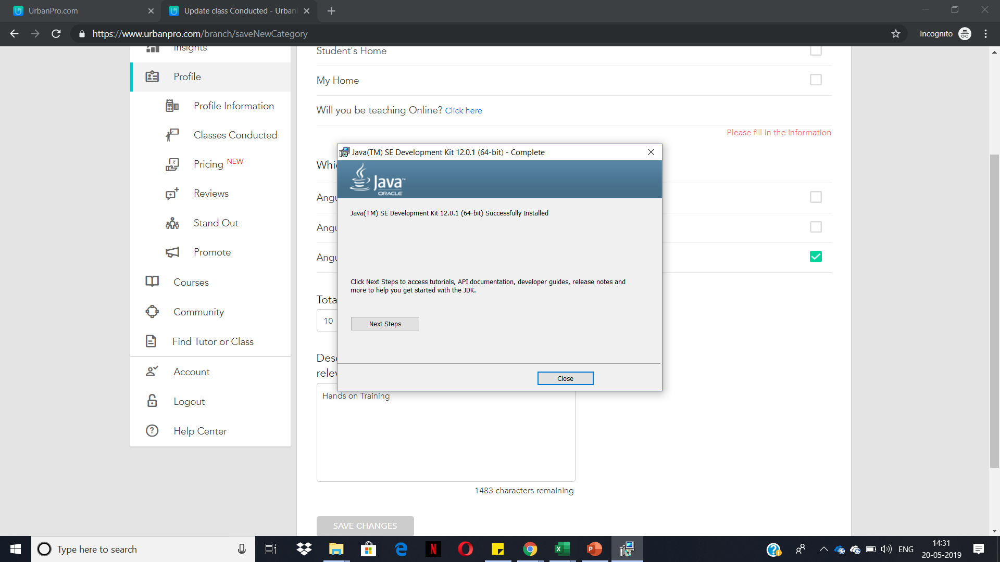 UrbanPro.com
Update class Conducted - Urban
https://www.urbanpro.com/branch/saveNewCategory
Incognito
Insights
Profile
Profile Information
Classes Conducted
Pricing NEW
Reviews
Stand Out
Promote
Courses
Community
Find Tutor or Class
Account
Logout
Help Center
Student's Home
My Home
Will you be teaching Online? Click here
Please fill in the information
Whi
Angu
Angu
Angu
Tota
10
Desc
relev
Hands on Training
1483 characters remaining
SAVE CHANGES
Java(TM) SE Development Kit 12.0.1 (64-bit) - Complete
Java™
ORACLE
Java(TM) SE Development Kit 12.0.1 (64-bit) Successfully Installed
Click Next Steps to access tutorials, API documentation, developer guides, release notes and
more to help you get started with the JDK.
Next Steps
Close
Type here to search
ENG
14:31
20-05-2019